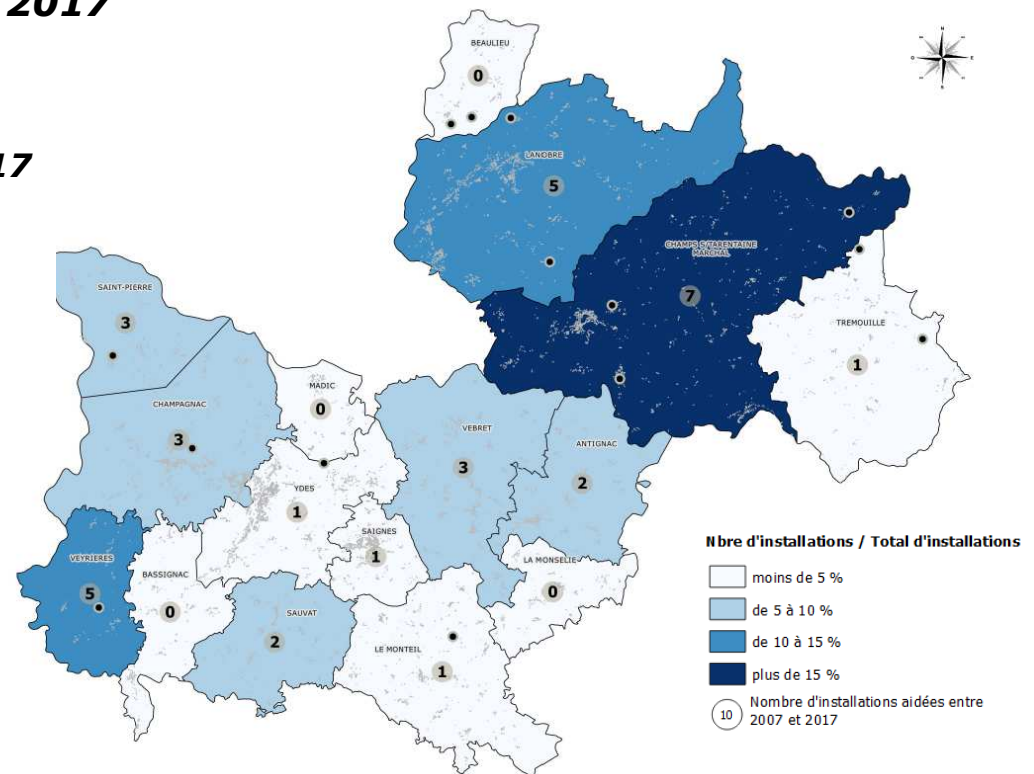 2017
BEAULIEU
0
N
O
E
S
17
LANOBRE
5
CHAMPS S/TARENTAINE
MARCHAL
7
SAINT-PIERRE
3
TREMOUILLE
1
MADIC
0
CHAMPAGNAC
3
VEBRET
3
ANTIGNAC
2
YDES
1
SAIGNES
1
LA MONSELIE
0
VEYRIERES
5
BASSIGNAC
0
SAUVAT
2
LE MONTEIL
1
Nbre d'installations / Total d'installations
moins de 5 %
de 5 à 10 %
de 10 à 15 %
plus de 15 %
10
Nombre d'installations aidées entre
2007 et 2017